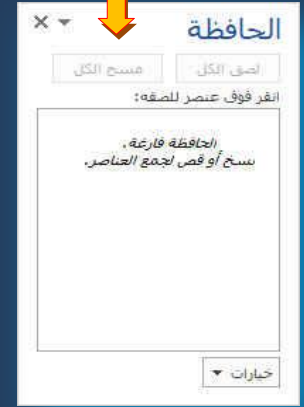 الحافظة
لصق الكل مسح الكل
انقر فوق عنصر للصقه:
الحافظة فارغة.
نسخ أو قص لجمع العناصر.
خيارات